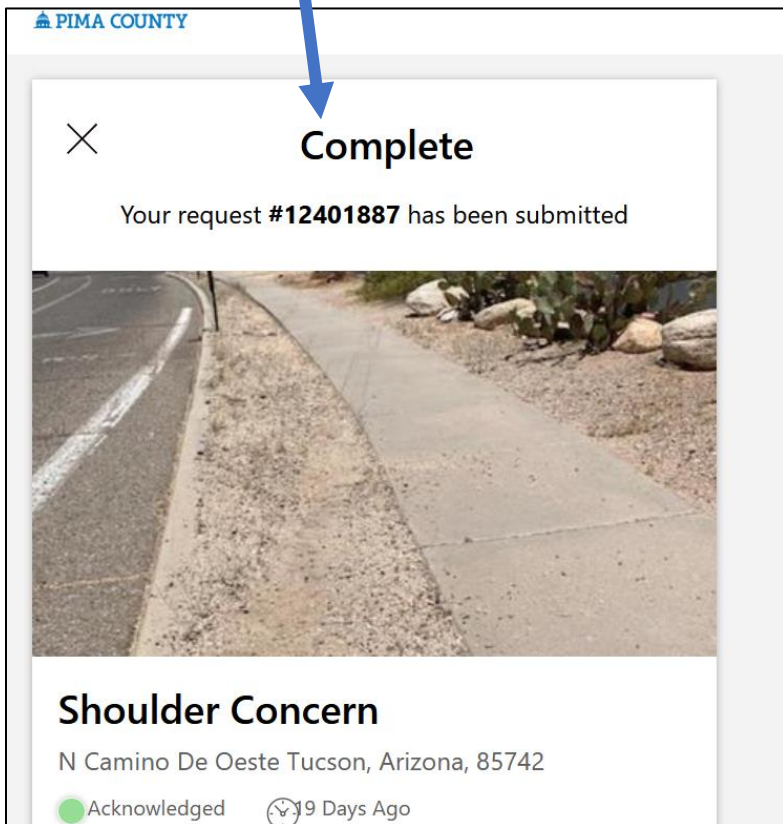 PIMA COUNTY
Complete
Your request #12401887 has been submitted
Shoulder Concern
N Camino De Oeste Tucson, Arizona, 85742
Acknowledged 19 Days Ago